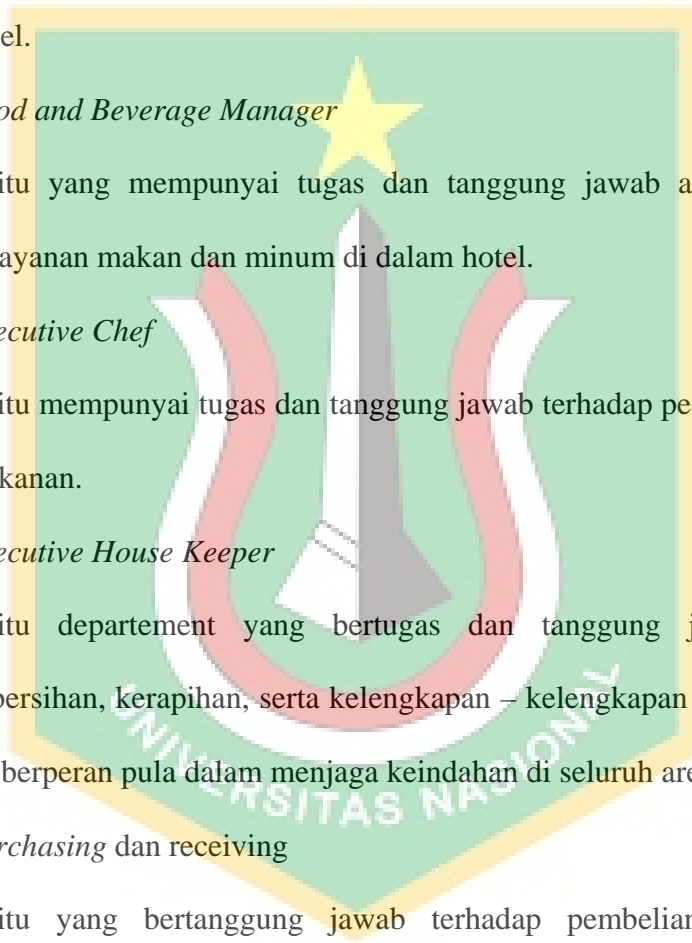 el.
od and Beverage Manager
itu yang mempunyai tugas dan tanggung jawab a
ayanan makan dan minum di dalam hotel.
ecutive Chef
itu mempunyai tugas dan tanggung jawab terhadap pe
kanan.
ecutive House Keeper
itu departement yang bertugas dan tanggung j
persihan, kerapihan, serta kelengkapan – kelengkapan
berperan pula dalam menjaga keindahan di seluruh are
rchasing dan receiving
itu yang bertanggung jawab terhadap pembelian
UNIVERSITAS NASIONAL